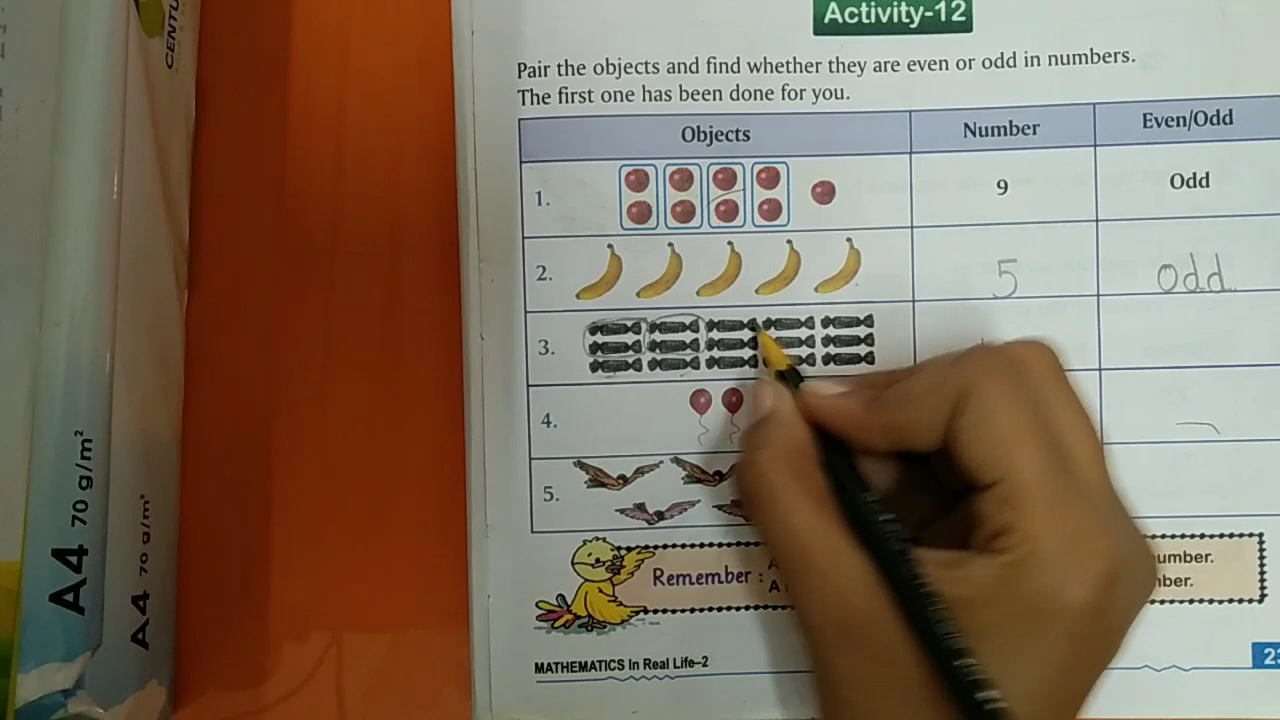 CENTU
A4 70 g/m²
A4 70 g/m²
Activity-12
Pair the objects and find whether they are even or odd in numbers.
The first one has been done for you.
Objects Number Even/Odd
1. 9 Odd
2. 5 Odd
3.
4.
5.
Remember : A
A
umber.
ber.
MATHEMATICS In Real Life–2
23